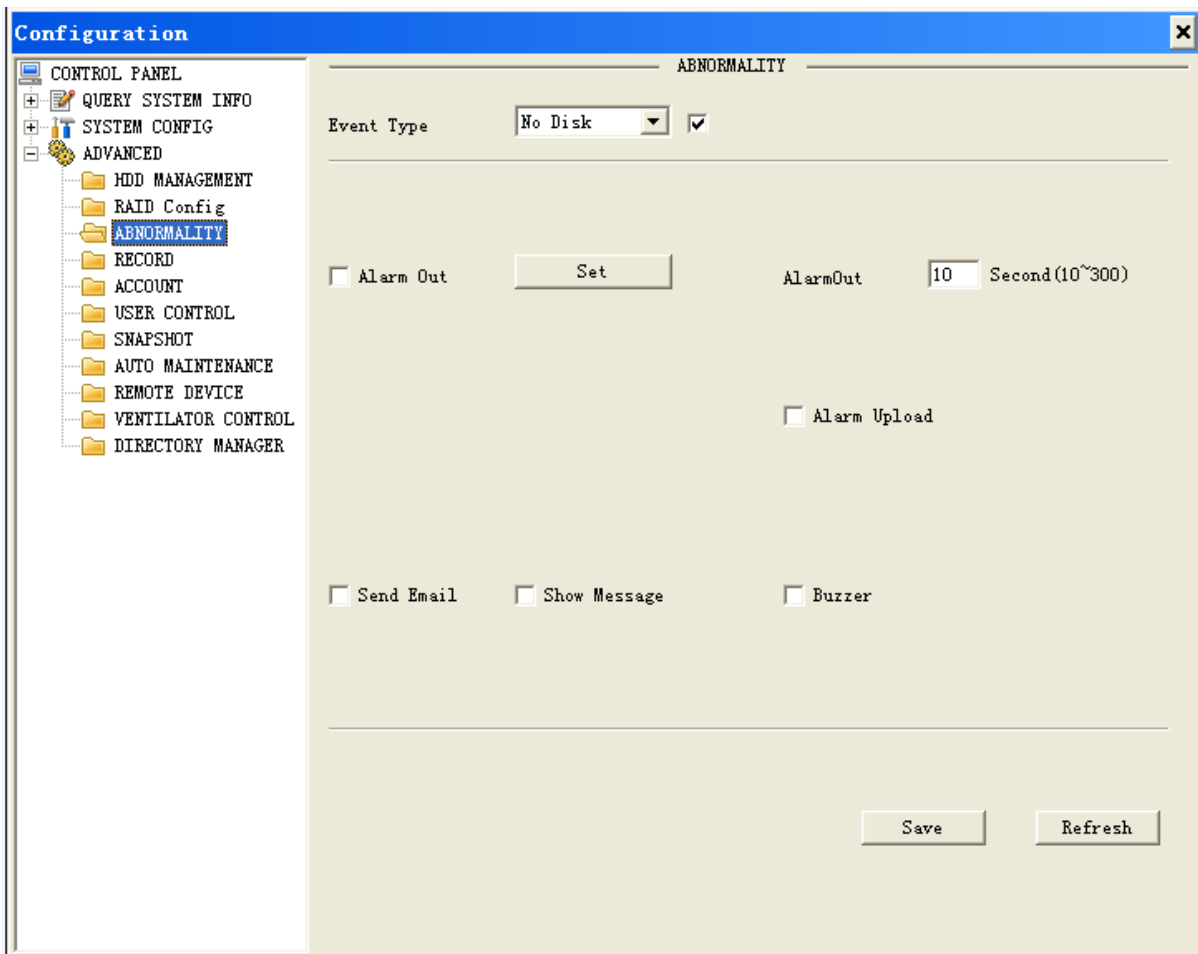 Configuration
CONTROL PANEL
QUERY SYSTEM INFO
SYSTEM CONFIG
ADVANCED
HDD MANAGEMENT
RAID Config
ABNORMALITY
RECORD
ACCOUNT
USER CONTROL
SNAPSHOT
AUTO MAINTENANCE
REMOTE DEVICE
VENTILATOR CONTROL
DIRECTORY MANAGER
ABNORMALITY
Event Type No Disk
Alarm Out Set AlarmOut 10 Second(10~300)
Alarm Upload
Send Email Show Message Buzzer
Save Refresh